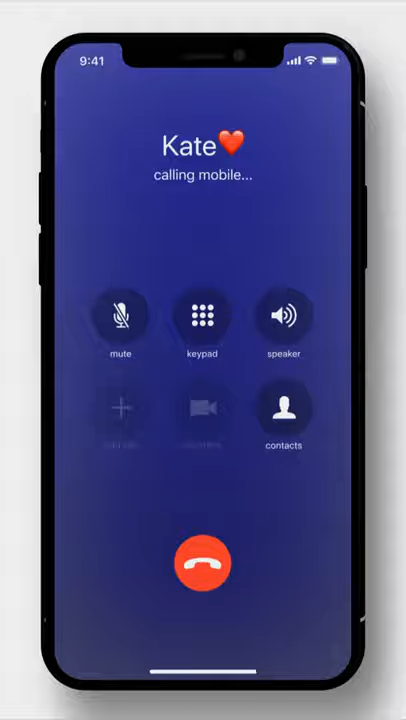 9:41
Kate❤️
calling mobile...
mute
keypad
speaker
contacts